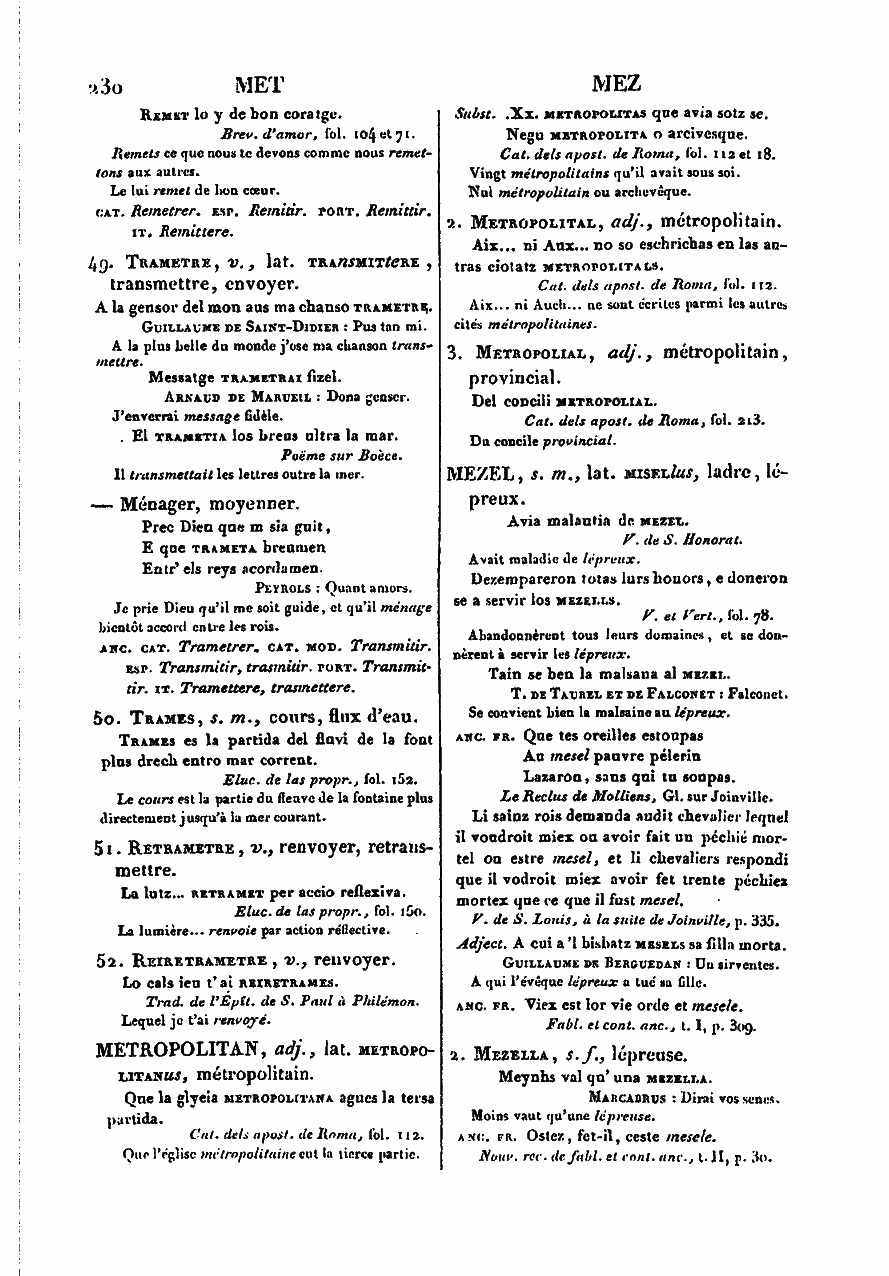 230 MET MEZ
REMET lo y de bon coratge.
Brev. d'amor, fol. 104 et 71.
Remets ce que nous te devons comme nous remet-
tons aux autres.
Le lui remet de bon cœur.
CAT. Remetrer. ESP. Remitir. PORT. Remittir.
IT. Remittere.
49. TRAMETRE, v., lat. TRAnsMITteRE,
transmettre, envoyer.
A la gensor del mon aus ma chanso TRAMETRE.
GUILLAUME DE SAINT-DIDIER : Pus tan mi.
A la plus belle du monde j'ose ma chanson trans-
mettre.
Messatge TRAMETRAI fizel.
ARNAUD DE MARUEIL : Dona genser.
J'enverrai message fidèle.
El TRAMETIA los breus ultra la mar.
Poëme sur Boèce.
Il transmettait les lettres outre la mer.
— Ménager, moyenner.
Prec Dieu que m sia guit,
E que TRAMETA breumen
Entr' els reys acordamen.
PEYROLS : Quant amors.
Je prie Dieu qu'il me soit guide, et qu'il ménage
bientôt accord entre les rois.
ANC. CAT. Trametrer. CAT. MOD. Transmitir.
ESP. Transmitir, trasmitir. PORT. Transmit-
tir. IT. Tramettere, trasmettere.
50. TRAMES, s. m., cours, flux d'eau.
TRAMES es la partida del fluvi de la font
plus drech entro mar corrent.
Eluc. de las propr., fol. 152.
Le cours est la partie du fleuve de la fontaine plus
directement jusqu'à la mer courant.
51. RETRAMETRE, v., renvoyer, retrans-
mettre.
La lutz... RETRAMET per accio reflexiva.
Eluc. de las propr., fol. 150.
La lumière... renvoie par action réflective.
52. REIRETRAMETRE, v., renvoyer.
Lo cals ieu t'ai REIRETRAMES.
Trad. de l'Épît. de S. Paul à Philémon.
Lequel je t'ai renvoyé.
METROPOLITAN, adj., lat. METROPO-
LITANus, métropolitain.
Que la glyeia METROPOLITANA agues la tersa
partida.
Cat. dels apost. de Roma, fol. 112.
Que l'église métropolitaine eut la tierce partie.
Subst. .XX. METROPOLITAS que avia sotz se.
Negu METROPOLITA o arcivesque.
Cat. dels apost. de Roma, fol. 112 et 18.
Vingt métropolitains qu'il avait sous soi.
Nul métropolitain ou archevêque.
2. METROPOLITAL, adj., métropolitain.
Aix... ni Aux... no so eschrichas en las au-
tras ciotatz METROPOLITALS.
Cat. dels apost. de Roma, fol. 112.
Aix... ni Auch... ne sont écrites parmi les autres
cités métropolitaines.
3. METROPOLIAL, adj., métropolitain,
provincial.
Del concili METROPOLIAL.
Cat. dels apost. de Roma, fol. 213.
Du concile provincial.
MEZEL, s. m., lat. MISELlus, ladre, lé-
preux.
Avia malautia de MEZEL.
V. de S. Honorat.
Avait maladie de lépreux.
Dezempareron totas lurs honors, e doneron
se a servir los MEZELLS.
V. et Vert., fol. 78.
Abandonnèrent tous leurs domaines, et se don-
nèrent à servir les lépreux.
Tain se ben la malsana al MEZEL.
T. DE TAUREL ET DE FALCONET : Falconet.
Se convient bien la malsaine au lépreux.
ANC. FR. Que tes oreilles estoupas
Au mesel pauvre pélerin
Lazaron, sans qui tu soupas.
Le Reclus de Molliens, Gl. sur Joinville.
Li sainz rois demanda audit chevalier lequel
il voudroit miex ou avoir fait un péchié mor-
tel ou estre mesel, et li chevaliers respondi
que il vodroit miex avoir fet trente péchiez
mortex que ce que il fust mesel.
V. de S. Louis, à la suite de Joinville, p. 335.
Adject. A cui a 'l bisbatz MESELS sa filla morta.
GUILLAUME DE BERGUEDAN : Un sirventes.
A qui l'évêque lépreux a tué sa fille.
ANC. FR. Viex est lor vie orde et mesele.
Fabl. et cont. anc., t. I, p. 309.
2. MEZELLA, s. f., lépreuse.
Meynhs val qu' una MEZELLA.
MARCABRUS : Dirai vos senes.
Moins vaut qu'une lépreuse.
ANC. FR. Ostez, fet-il, ceste mesele.
Nouv. rec. de fabl. et cont. anc., t. II, p. 30.